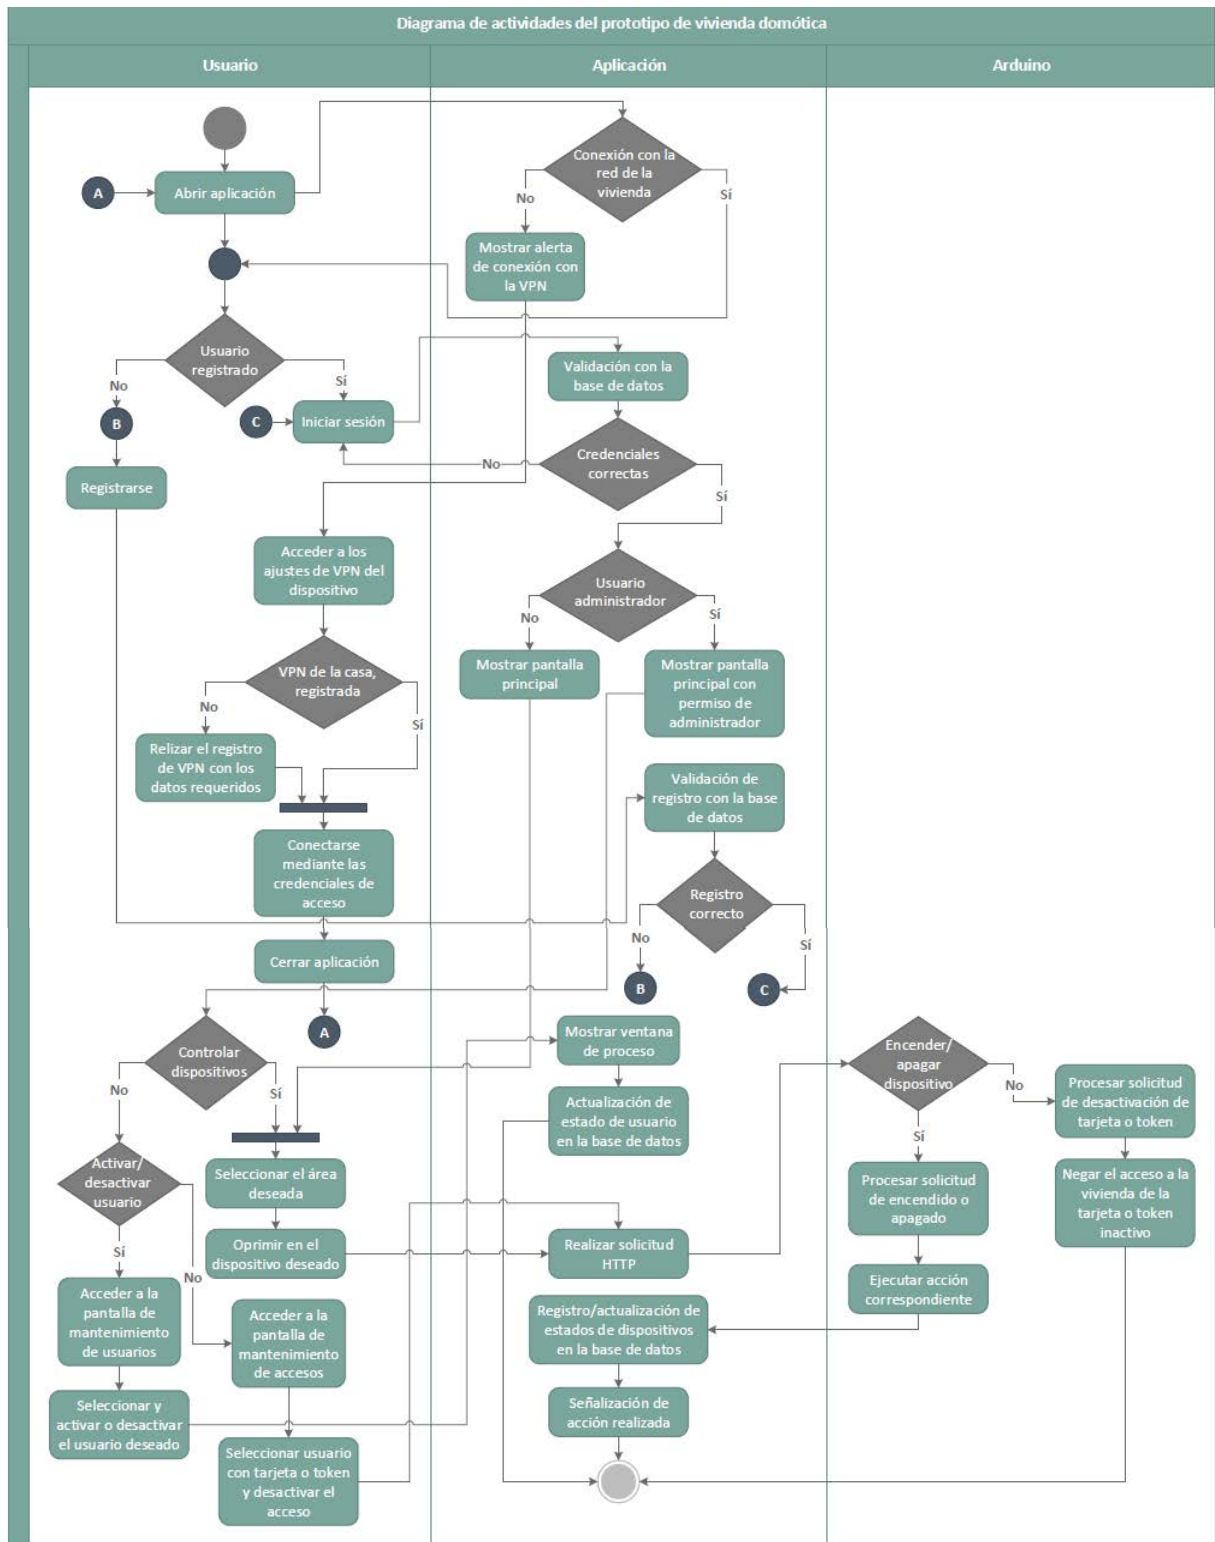 Diagrama de actividades del prototipo de vivienda domótica
Usuario
Aplicación
Arduino
Conexión con la
red de la
vivienda
A
Abrir aplicación
No
Sí
Mostrar alerta
de conexión con
la VPN
Usuario
registrado
No
Sí
Validación con la
base de datos
B
C
Iniciar sesión
No
Credenciales
correctas
Sí
Registrarse
Acceder a los
ajustes de VPN del
dispositivo
Usuario
administrador
No
Sí
VPN de la casa,
registrada
No
Sí
Mostrar pantalla
principal
Mostrar pantalla
principal con
permiso de
administrador
Relizar el registro
de VPN con los
datos requeridos
Validación de
registro con la base
de datos
Conectarse
mediante las
credenciales de
acceso
Registro
correcto
No
Sí
Cerrar aplicación
B
C
A
Controlar
dispositivos
No
Sí
Mostrar ventana
de proceso
Encender/
apagar
dispositivo
No
Sí
Procesar solicitud
de desactivación de
tarjeta o token
Actualización de
estado de usuario
en la base de datos
Activar/
desactivar
usuario
Sí
No
Seleccionar el área
deseada
Procesar solicitud
de encendido o
apagado
Negar el acceso a la
vivienda de la
tarjeta o token
inactivo
Oprimir en el
dispositivo deseado
Realizar solicitud
HTTP
Ejecutar acción
correspondiente
Acceder a la
pantalla de
mantenimiento
de usuarios
Acceder a la
pantalla de
mantenimiento
de accesos
Registro/actualización de
estados de dispositivos
en la base de datos
Seleccionar y
activar o desactivar
el usuario deseado
Señalización de
acción realizada
Seleccionar usuario
con tarjeta o token
y desactivar el
acceso